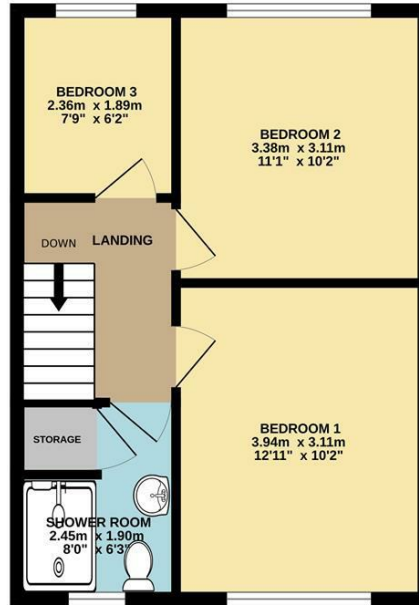 BEDROOM 3
2.36m x 1.89m
7'9" x 6'2"
BEDROOM 2
3.38m x 3.11m
11'1" x 10'2"
DOWN
LANDING
BEDROOM 1
3.94m x 3.11m
12'11" x 10'2"
STORAGE
SHOWER ROOM
2.45m x 1.90m
8'0" x 6'3"